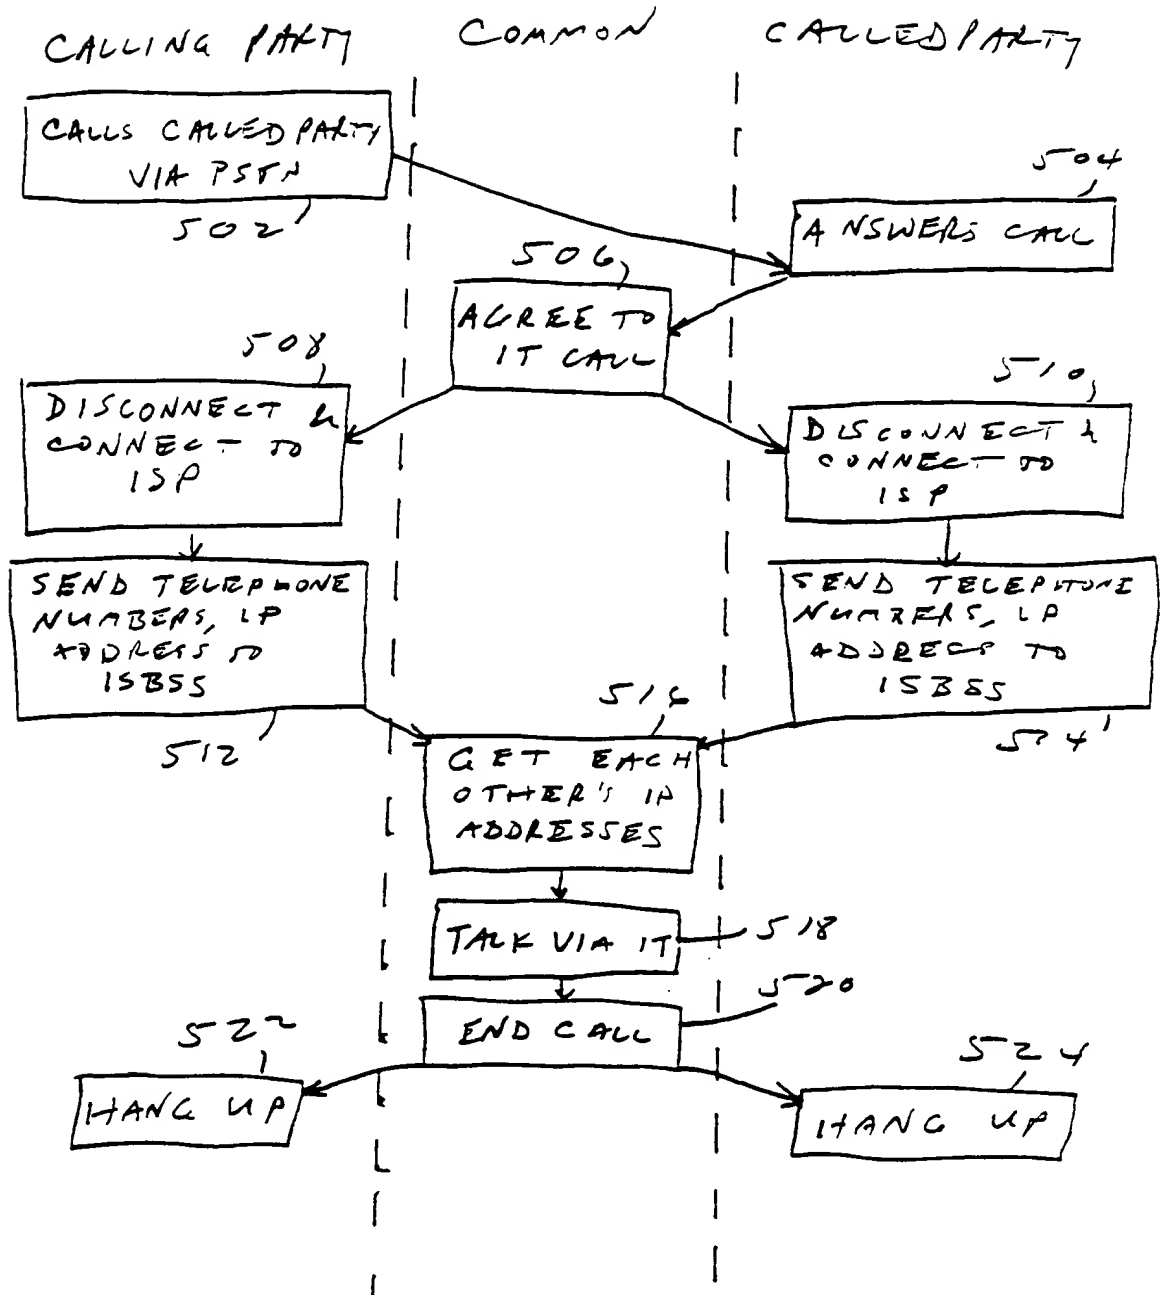 CALLING PARTY
COMMON
CALLED PARTY
CALLS CALLED PARTY
VIA PSTN
502
504
ANSWERS CALL
506
AGREE TO
IT CALL
508
DISCONNECT &
CONNECT TO
ISP
510
DISCONNECT &
CONNECT TO
ISP
SEND TELEPHONE
NUMBERS, IP
ADDRESS TO
ISBSS
512
SEND TELEPHONE
NUMBERS, IP
ADDRESS TO
ISBSS
514
516
GET EACH
OTHER'S IP
ADDRESSES
TALK VIA IT
518
END CALL
520
522
HANG UP
524
HANG UP